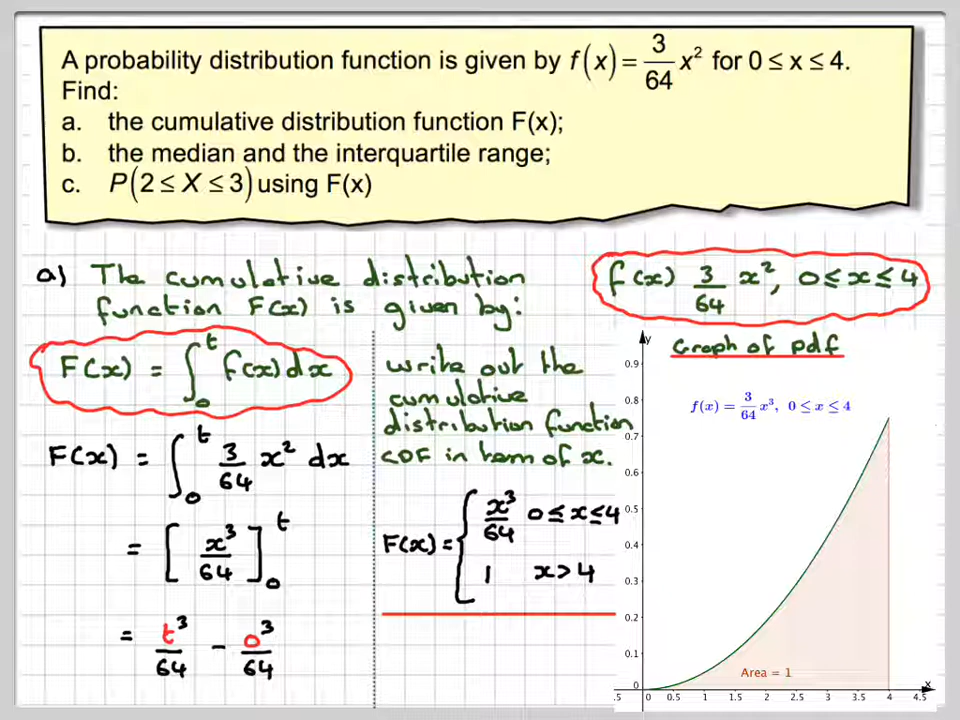 A probability distribution function is given by f(x) = 3/64 x² for 0 ≤ x ≤ 4.
Find:
a. the cumulative distribution function F(x);
b. the median and the interquartile range;
c. P(2 ≤ X ≤ 3) using F(x)
a) The cumulative distribution
function F(x) is given by:
F(x) = ∫₀ᵗ f(x) dx
F(x) = ∫₀ᵗ 3/64 x² dx
= [x³/64]₀ᵗ
= t³/64 - 0³/64
write out the
cumulative
distribution function
CDF in term of x.
F(x) = { x³/64 0 ≤ x ≤ 4
1 x > 4
f(x) 3/64 x², 0 ≤ x ≤ 4
Graph of pdf
y
f(x) = 3/64 x³, 0 ≤ x ≤ 4
0.9
0.8
0.7
0.6
0.5
0.4
0.3
0.2
0.1
0
Area = 1
x
.5 0 0.5 1 1.5 2 2.5 3 3.5 4 4.5